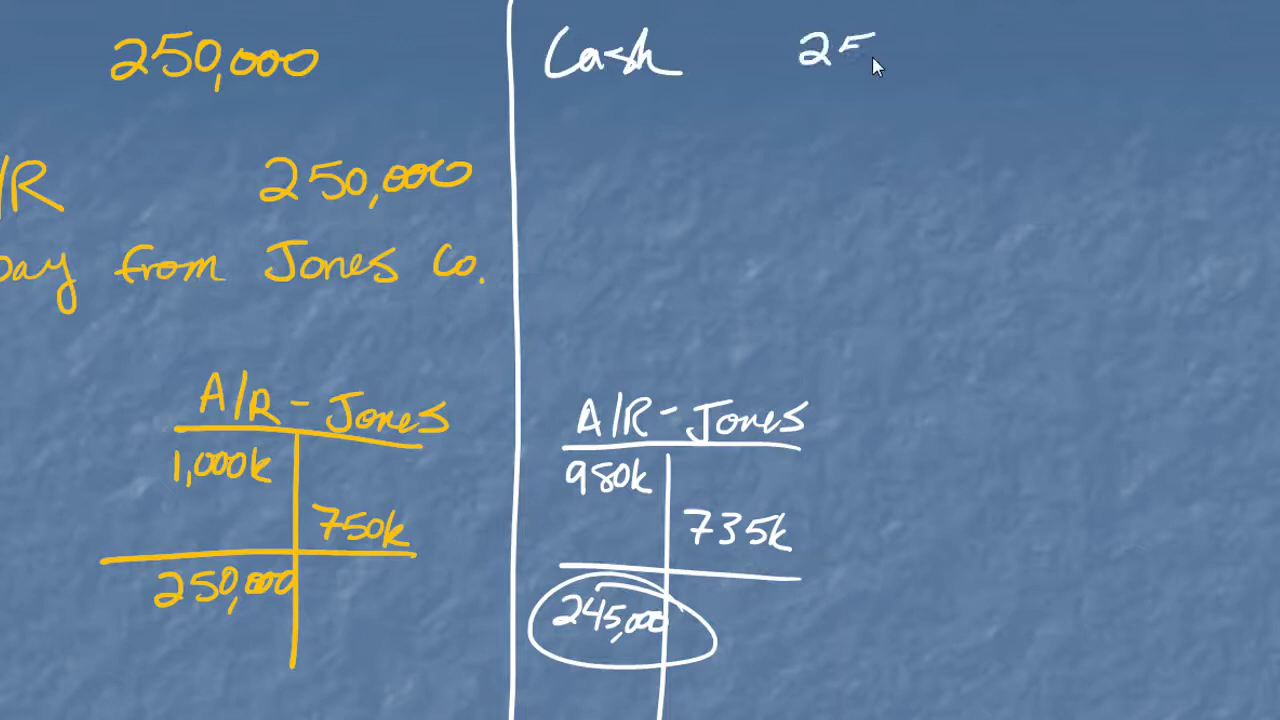 250,000
/R 250,000
pay from Jones Co.
A/R - Jones
1,000k
750k
250,000
Cash 25
A/R - Jones
980k
735k
245,000